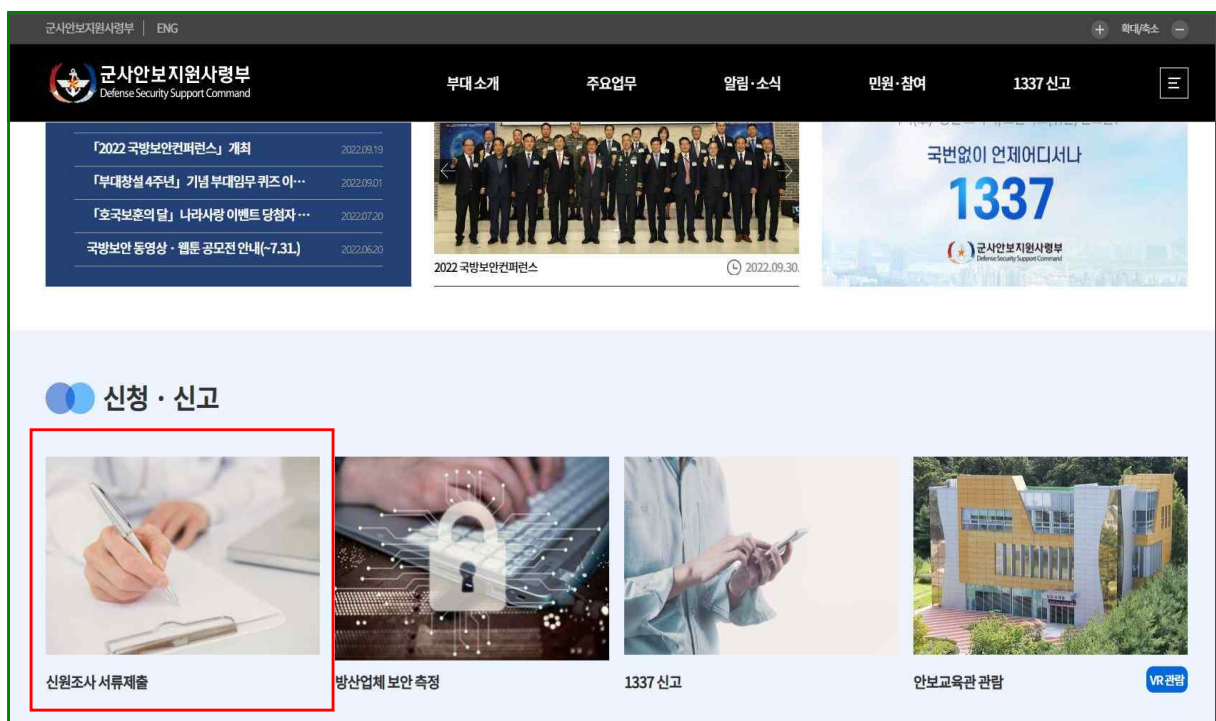 군사안보지원사령부 | ENG
+ 확대/축소 −
군사안보지원사령부
Defense Security Support Command
부대소개 주요업무 알림·소식 민원·참여 1337 신고
「2022 국방보안컨퍼런스」 개최 2022.09.19
「부대창설 4주년」 기념 부대임무 퀴즈 이… 2022.09.01
「호국보훈의 달」 나라사랑 이벤트 당첨자 … 2022.07.20
국방보안 동영상 · 웹툰 공모전 안내(~7.31.) 2022.06.20
2022 국방보안컨퍼런스 2022.09.30.
국번없이 언제어디서나
1337
군사안보지원사령부
Defense Security Support Command
신청 · 신고
신원조사 서류제출
방산업체 보안 측정
1337 신고
안보교육관 관람
VR 관람